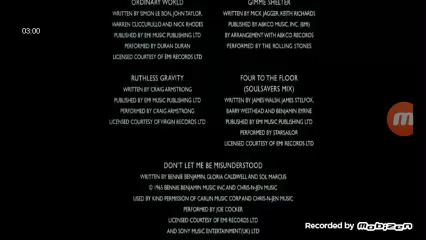 ORDINARY WORLD
WRITTEN BY SIMON LE BON, JOHN TAYLOR,
WARREN CUCCURULLO AND NICK RHODES
PUBLISHED BY EMI MUSIC PUBLISHING LTD
PERFORMED BY DURAN DURAN
LICENSED COURTESY OF EMI RECORDS LTD
GIMME SHELTER
WRITTEN BY MICK JAGGER, KEITH RICHARDS
PUBLISHED BY ABKCO MUSIC, INC. (BMI)
BY ARRANGEMENT WITH ABKCO RECORDS
PERFORMED BY THE ROLLING STONES
03:00
RUTHLESS GRAVITY
WRITTEN BY CRAIG ARMSTRONG
PUBLISHED BY EMI MUSIC PUBLISHING LTD
PERFORMED BY CRAIG ARMSTRONG
LICENSED COURTESY OF VIRGIN RECORDS LTD
FOUR TO THE FLOOR
(SOULSAVERS MIX)
WRITTEN BY JAMES WALSH, JAMES STELFOX,
BARRY WESTHEAD AND BENJAMIN BYRNE
PUBLISHED BY EMI MUSIC PUBLISHING LTD
PERFORMED BY STARSAILOR
LICENSED COURTESY OF EMI RECORDS LTD
DON'T LET ME BE MISUNDERSTOOD
WRITTEN BY BENNIE BENJAMIN, GLORIA CALDWELL AND SOL MARCUS
© 1965 BENNIE BENJAMIN MUSIC INC AND CHRIS-N-JEN MUSIC
USED BY KIND PERMISSION OF CARLIN MUSIC CORP AND CHRIS-N-JEN MUSIC
PERFORMED BY JOE COCKER
LICENSED COURTESY OF EMI RECORDS LTD
AND SONY MUSIC ENTERTAINMENT(UK) LTD
Recorded by Mobizen